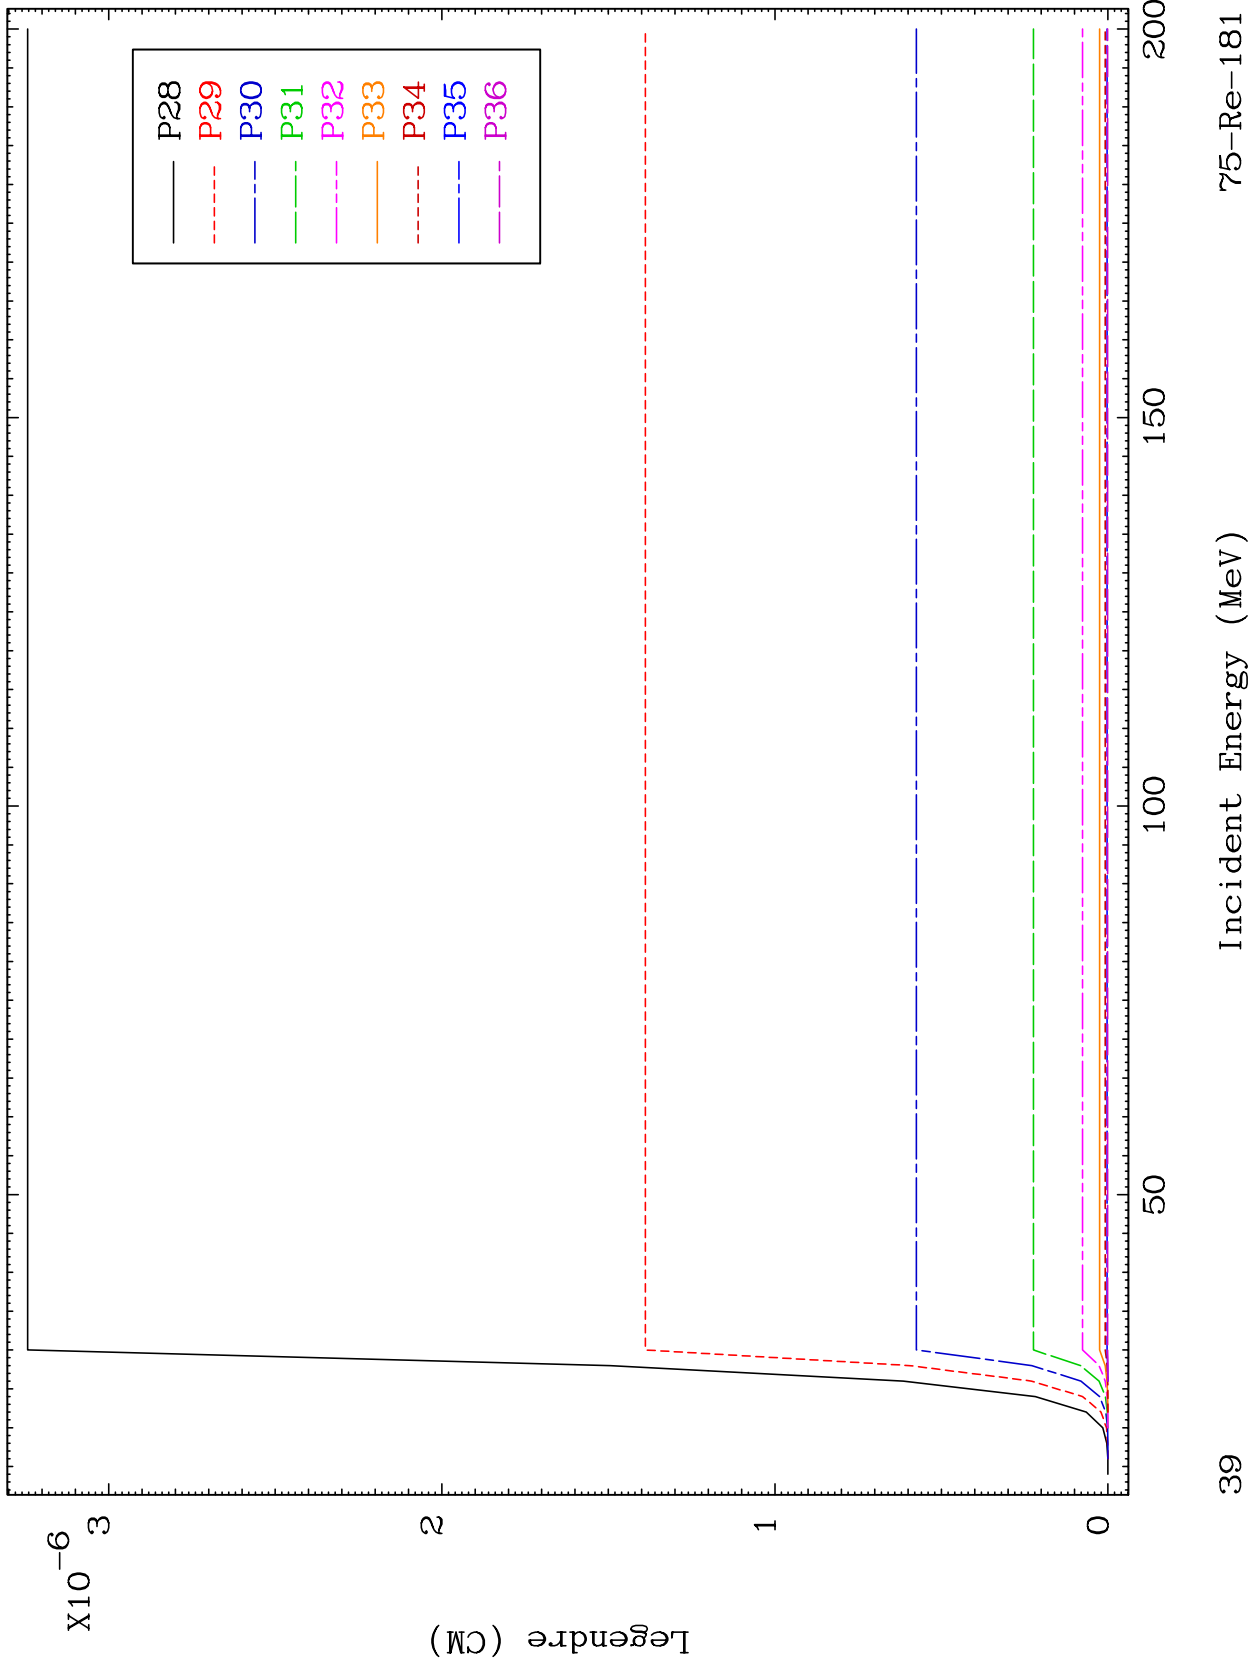 X10-6
3
2
1
0
Legendre (CM)
P28
P29
P30
P31
P32
P33
P34
P35
P36
50
100
150
200
39
Incident Energy (MeV)
75-Re-181